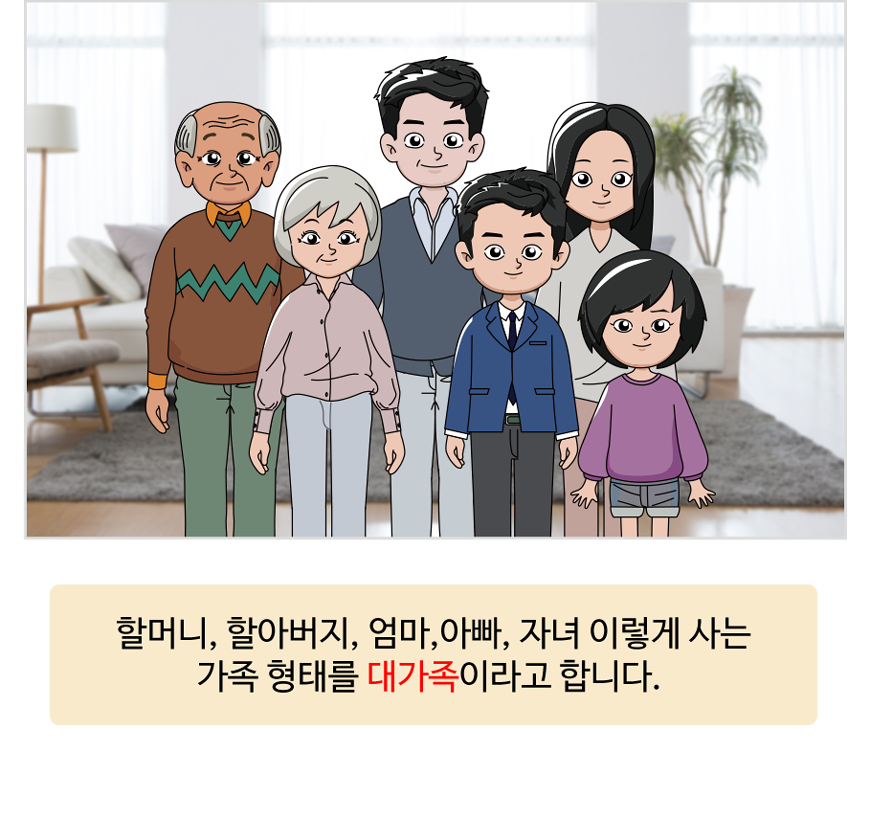 할머니, 할아버지, 엄마,아빠, 자녀 이렇게 사는
가족 형태를 대가족이라고 합니다.